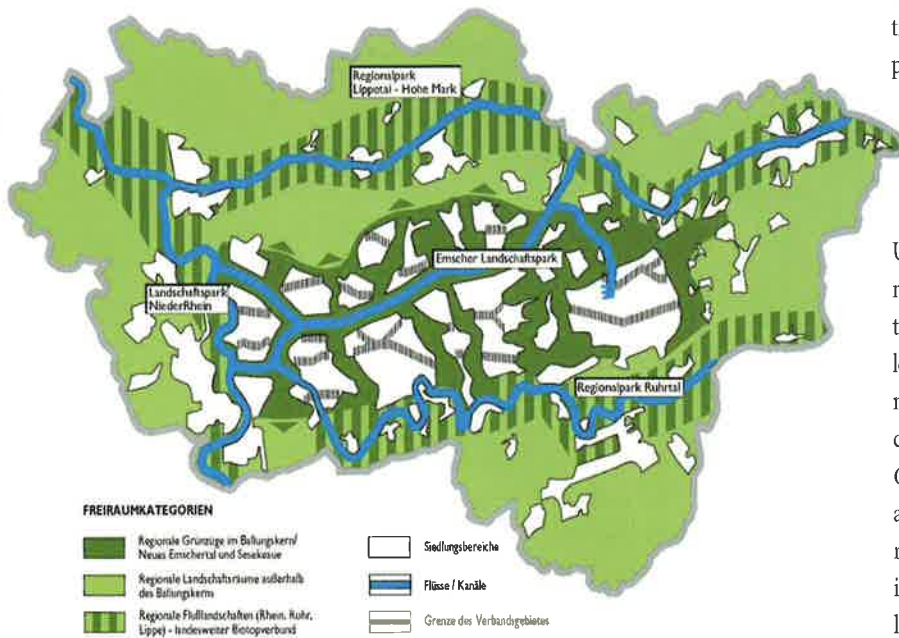 Regionalpark
Lippetal - Hohe Mark
Emscher Landschaftspark
Landschaftspark
NiederRhein
Regionalpark Ruhrtal
FREIRAUMKATEGORIEN
Regionale Grünzüge im Ballungskern/
Neues Emschertal und Seseke
Regionale Landschaftsräume außerhalb
des Ballungskerns
Regionale Flußlandschaften (Rhein, Ruhr,
Lippe) - landesweiter Biotopverbund
Siedlungsbereiche
Flüsse / Kanäle
Grenze des Verbandsgebietes